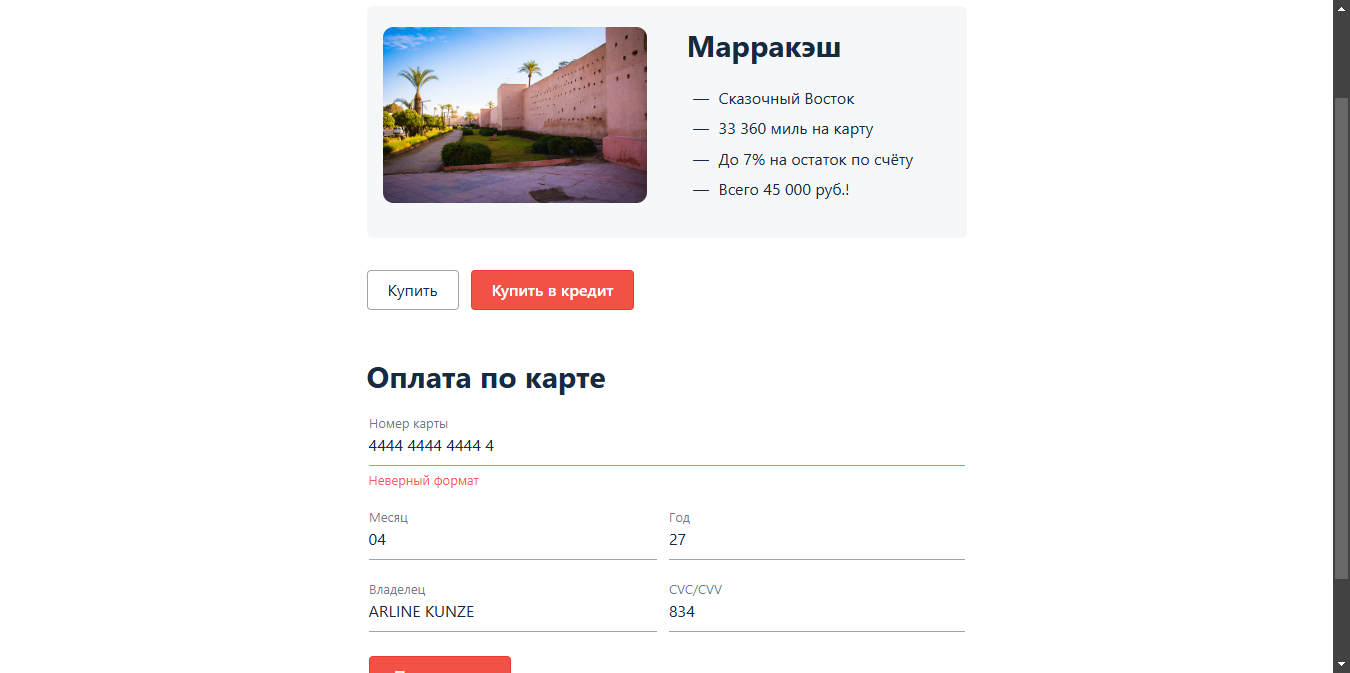 Марракэш
— Сказочный Восток
— 33 360 миль на карту
— До 7% на остаток по счёту
— Всего 45 000 руб.!
Купить Купить в кредит
Оплата по карте
Номер карты
4444 4444 4444 4
Неверный формат
Месяц Год
04 27
Владелец CVC/CVV
ARLINE KUNZE 834